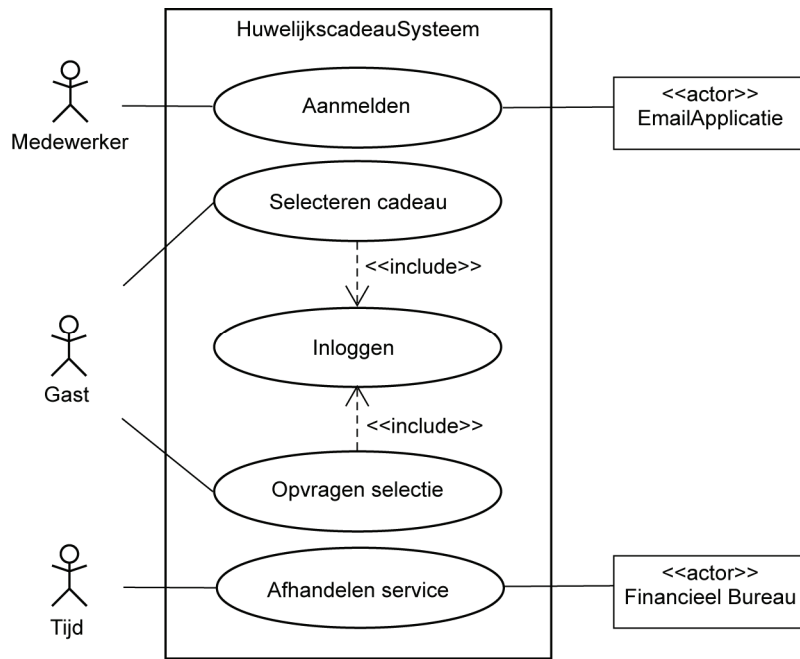 HuwelijkscadeauSysteem
Medewerker
Aanmelden
<<actor>>
EmailApplicatie
Selecteren cadeau
<<include>>
Gast
Inloggen
<<include>>
Opvragen selectie
Tijd
Afhandelen service
<<actor>>
Financieel Bureau